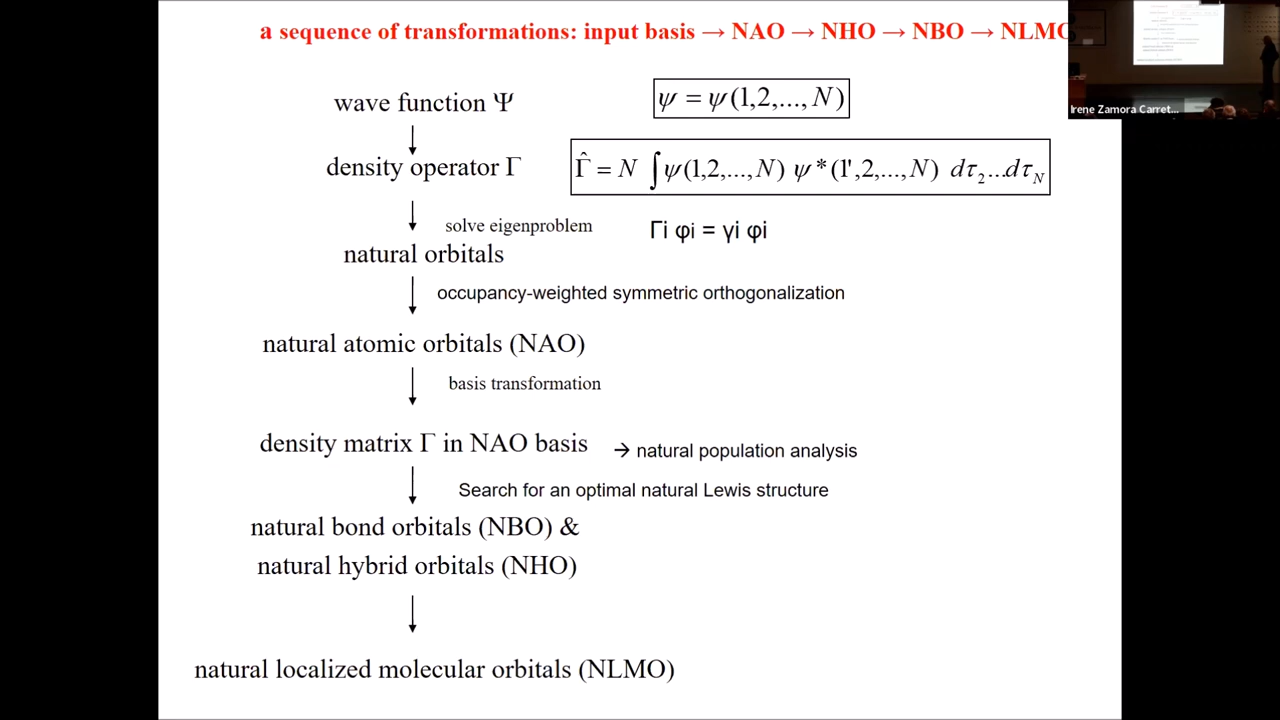 a sequence of transformations: input basis → NAO → NHO → NBO → NLMO
Irene Zamora Carret...
wave function Ψ
ψ = ψ(1,2,..., N)
density operator Γ
Γ̂ = N ∫ψ(1,2,..., N) ψ*(1',2,..., N) dτ₂...dτ_N
solve eigenproblem
Γi φi = γi φi
natural orbitals
occupancy-weighted symmetric orthogonalization
natural atomic orbitals (NAO)
basis transformation
density matrix Γ in NAO basis
→ natural population analysis
Search for an optimal natural Lewis structure
natural bond orbitals (NBO) &
natural hybrid orbitals (NHO)
natural localized molecular orbitals (NLMO)